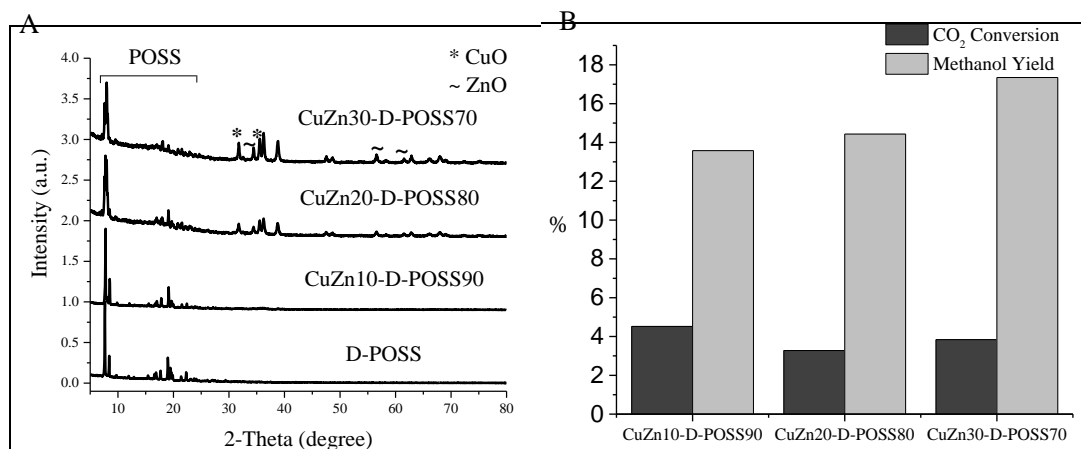 A
POSS
* CuO
~ ZnO
CuZn30-D-POSS70
* ~ * ~ ~
CuZn20-D-POSS80
CuZn10-D-POSS90
D-POSS
Intensity (a.u.)
4.0
3.5
3.0
2.5
2.0
1.5
1.0
0.5
0.0
10 20 30 40 50 60 70 80
2-Theta (degree)
B
CO₂ Conversion
Methanol Yield
%
18
16
14
12
10
8
6
4
2
0
CuZn10-D-POSS90 CuZn20-D-POSS80 CuZn30-D-POSS70